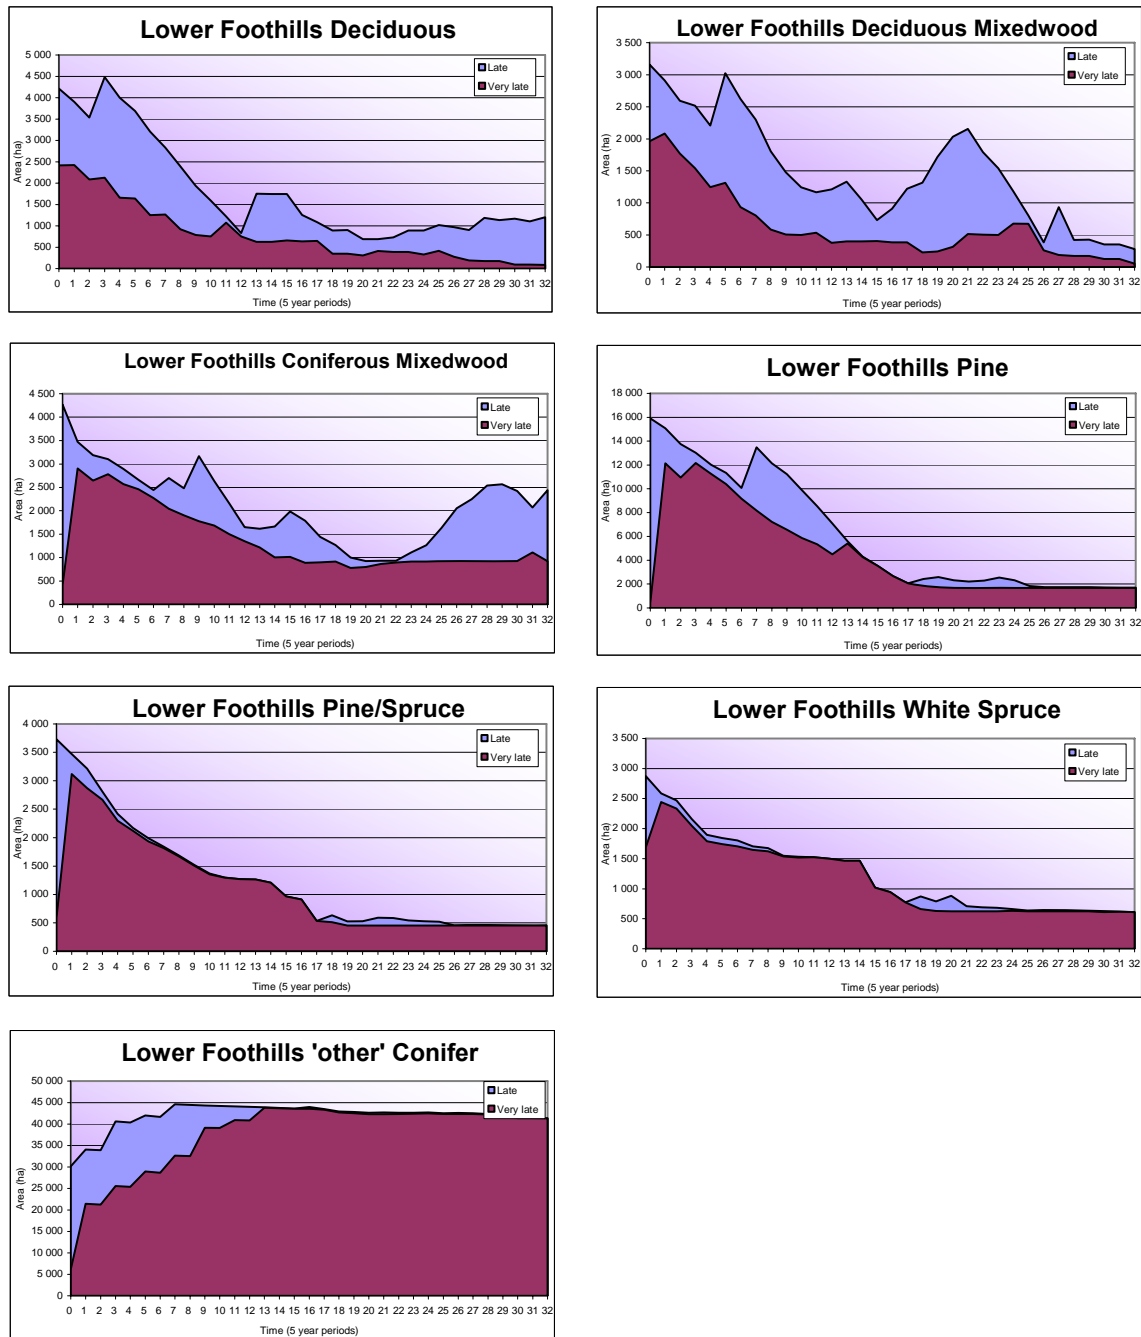 Lower Foothills Deciduous
5 000
4 500
4 000
3 500
3 000
2 500
2 000
1 500
1 000
500
0
Area (ha)
Late
Very late
0 1 2 3 4 5 6 7 8 9 10 11 12 13 14 15 16 17 18 19 20 21 22 23 24 25 26 27 28 29 30 31 32
Time (5 year periods)
Lower Foothills Deciduous Mixedwood
3 500
3 000
2 500
2 000
1 500
1 000
500
0
Area (ha)
Late
Very late
0 1 2 3 4 5 6 7 8 9 10 11 12 13 14 15 16 17 18 19 20 21 22 23 24 25 26 27 28 29 30 31 32
Time (5 year periods)
Lower Foothills Coniferous Mixedwood
4 500
4 000
3 500
3 000
2 500
2 000
1 500
1 000
500
0
Area (ha)
Late
Very late
0 1 2 3 4 5 6 7 8 9 10 11 12 13 14 15 16 17 18 19 20 21 22 23 24 25 26 27 28 29 30 31 32
Time (5 year periods)
Lower Foothills Pine
18 000
16 000
14 000
12 000
10 000
8 000
6 000
4 000
2 000
0
Area (ha)
Late
Very late
0 1 2 3 4 5 6 7 8 9 10 11 12 13 14 15 16 17 18 19 20 21 22 23 24 25 26 27 28 29 30 31 32
Time (5 year periods)
Lower Foothills Pine/Spruce
4 000
3 500
3 000
2 500
2 000
1 500
1 000
500
0
Area (ha)
Late
Very late
0 1 2 3 4 5 6 7 8 9 10 11 12 13 14 15 16 17 18 19 20 21 22 23 24 25 26 27 28 29 30 31 32
Time (5 year periods)
Lower Foothills White Spruce
3 500
3 000
2 500
2 000
1 500
1 000
500
0
Area (ha)
Late
Very late
0 1 2 3 4 5 6 7 8 9 10 11 12 13 14 15 16 17 18 19 20 21 22 23 24 25 26 27 28 29 30 31 32
Time (5 year periods)
Lower Foothills 'other' Conifer
50 000
45 000
40 000
35 000
30 000
25 000
20 000
15 000
10 000
5 000
0
Area (ha)
Late
Very late
0 1 2 3 4 5 6 7 8 9 10 11 12 13 14 15 16 17 18 19 20 21 22 23 24 25 26 27 28 29 30 31 32
Time (5 year periods)